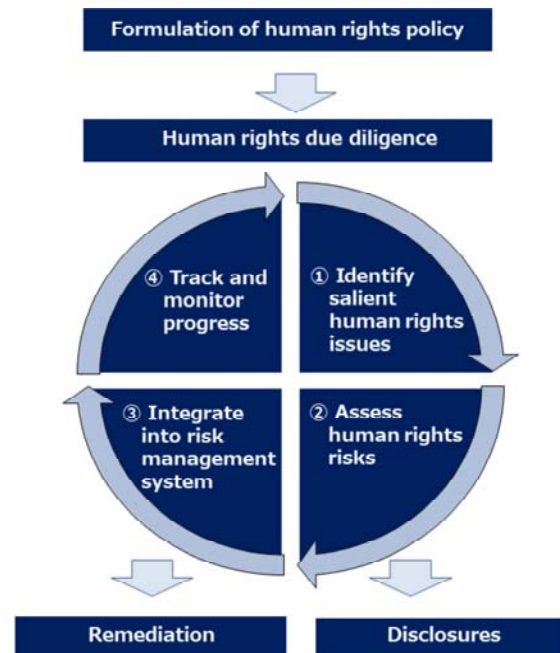 Formulation of human rights policy
Human rights due diligence
① Identify
salient
human rights
issues
② Assess
human rights
risks
③ Integrate
into risk
management
system
④ Track and
monitor
progress
Remediation
Disclosures